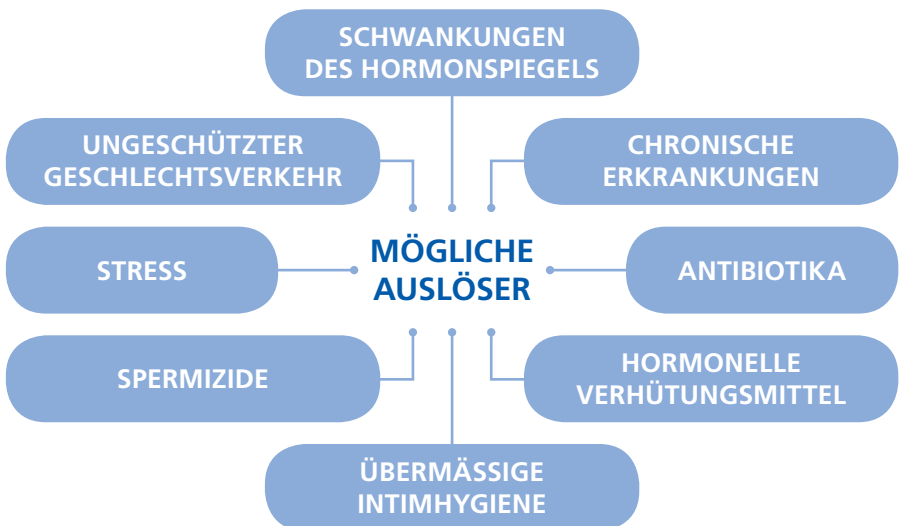 SCHWANKUNGEN
DES HORMONSPIEGELS
UNGESCHÜTZTER
GESCHLECHTSVERKEHR
CHRONISCHE
ERKRANKUNGEN
STRESS
MÖGLICHE
AUSLÖSER
ANTIBIOTIKA
SPERMIZIDE
HORMONELLE
VERHÜTUNGSMITTEL
ÜBERMÄSSIGE
INTIMHYGIENE